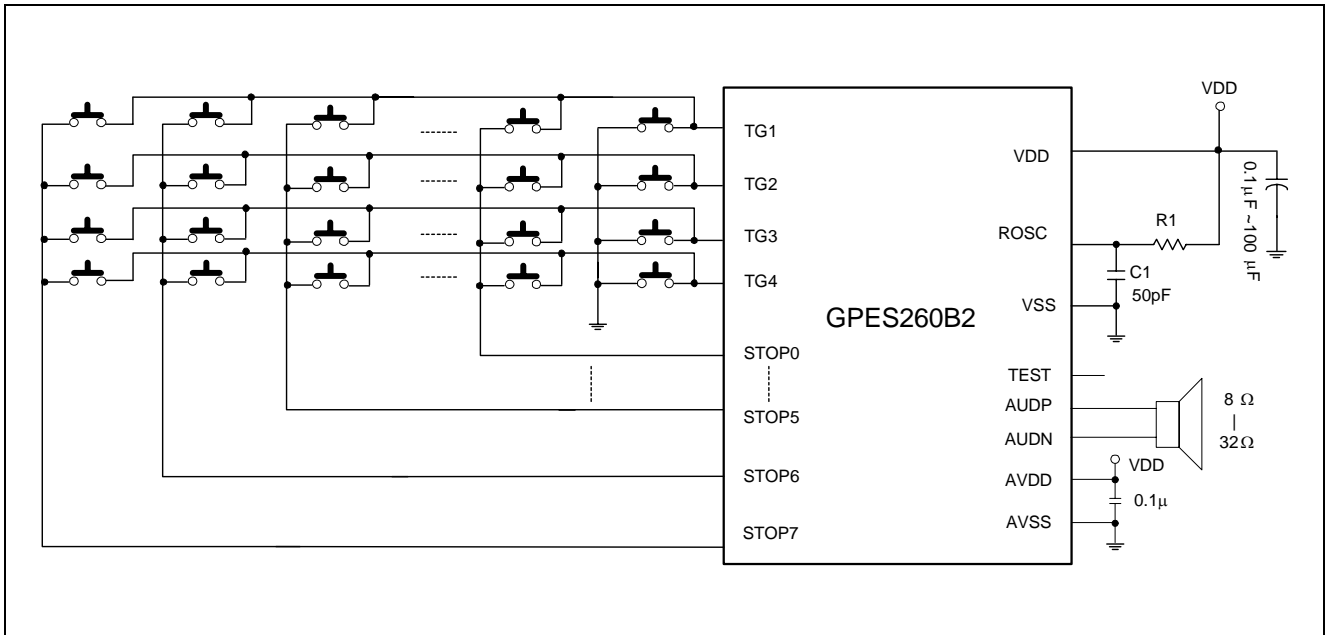 TG1
TG2
TG3
TG4
STOP0
STOP5
STOP6
STOP7
GPES260B2
VDD
ROSC
VSS
TEST
AUDP
AUDN
AVDD
AVSS
VDD
0.1μF~100 μF
R1
C1
50pF
8 Ω
|
32Ω
VDD
0.1μ